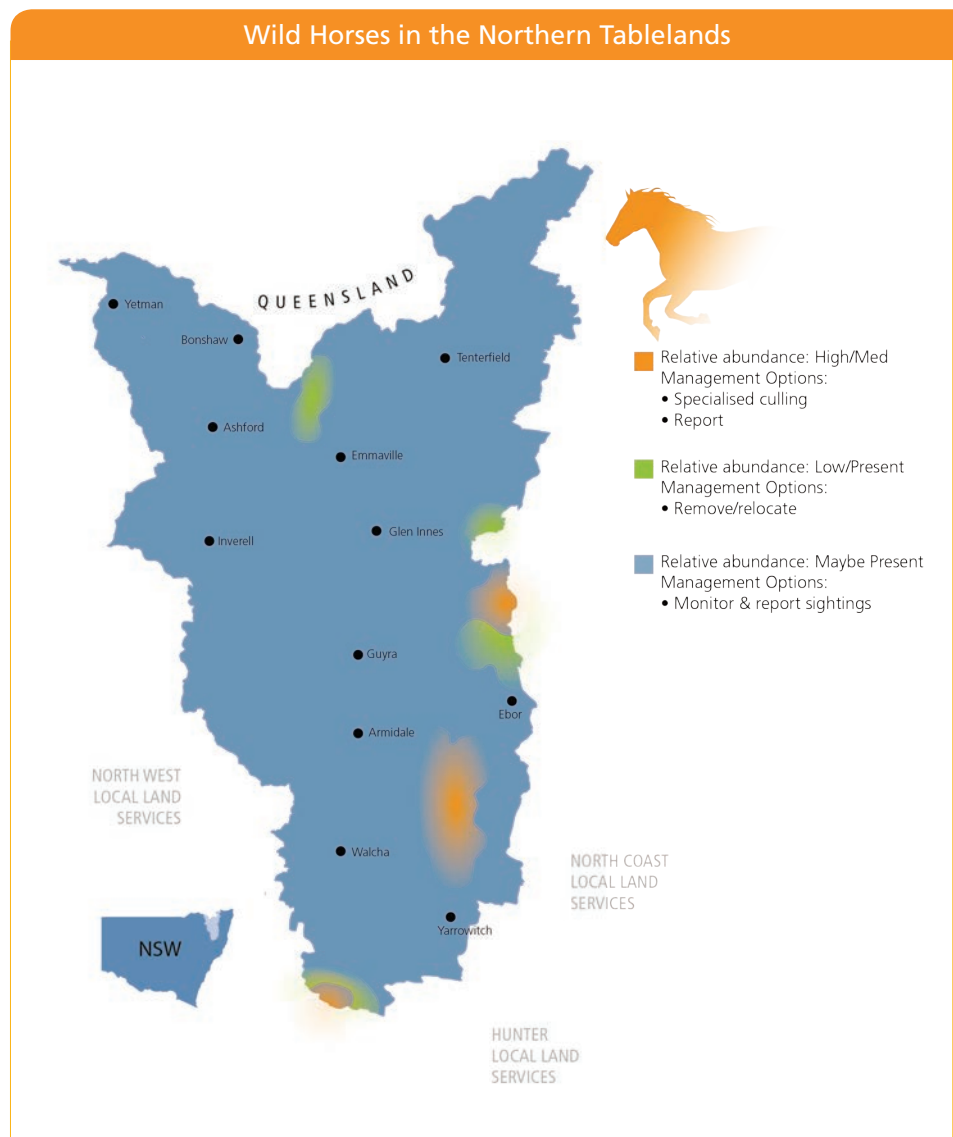 Wild Horses in the Northern Tablelands
QUEENSLAND
Yetman
Bonshaw
Tenterfield
Ashford
Emmaville
Glen Innes
Inverell
Guyra
Ebor
Armidale
Walcha
Yarrowitch
NORTH WEST
LOCAL LAND
SERVICES
NORTH COAST
LOCAL LAND
SERVICES
NSW
HUNTER
LOCAL LAND
SERVICES
Relative abundance: High/Med
Management Options:
• Specialised culling
• Report
Relative abundance: Low/Present
Management Options:
• Remove/relocate
Relative abundance: Maybe Present
Management Options:
• Monitor & report sightings